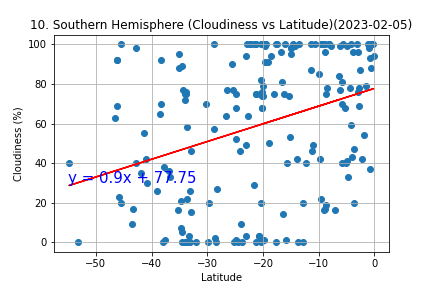 10. Southern Hemisphere (Cloudiness vs Latitude)(2023-02-05)
100
80
60
40
20
0
Cloudiness (%)
y = 0.9x + 77.75
−50 −40 −30 −20 −10 0
Latitude